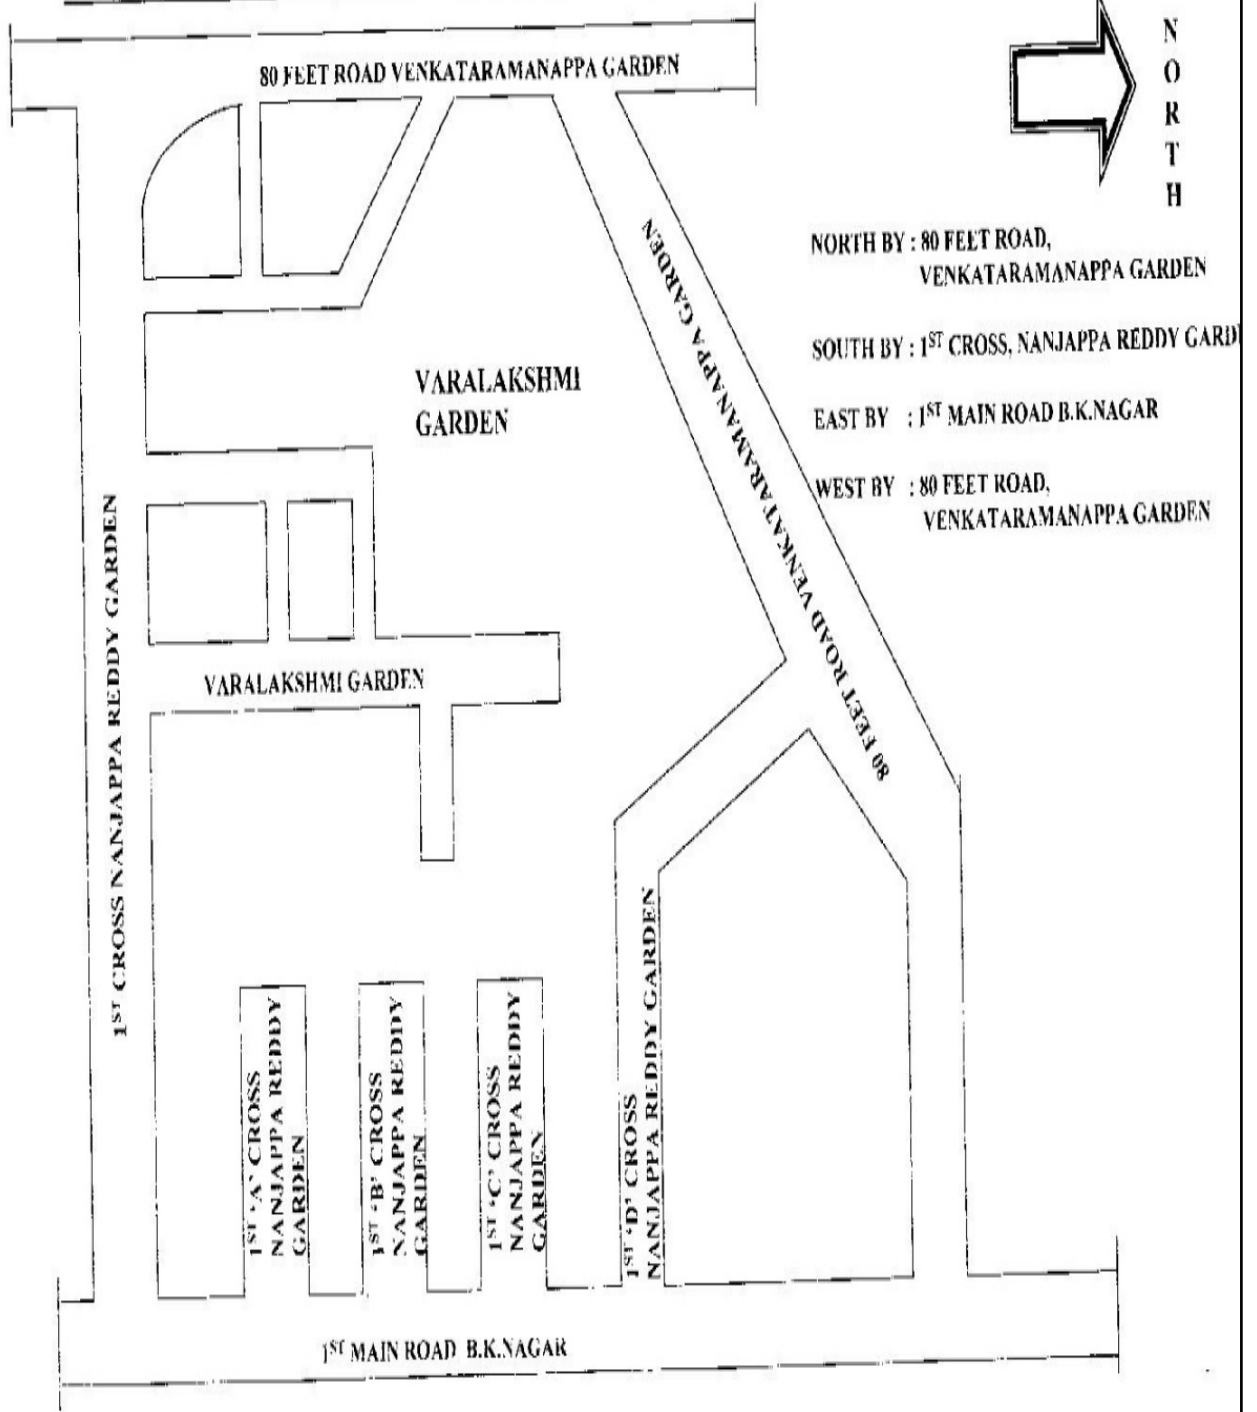 80 FEET ROAD VENKATARAMANAPPA GARDEN
NORTH
NORTH BY : 80 FEET ROAD,
VENKATARAMANAPPA GARDEN
SOUTH BY : 1ST CROSS, NANJAPPA REDDY GARD
EAST BY : 1ST MAIN ROAD B.K.NAGAR
WEST BY : 80 FEET ROAD,
VENKATARAMANAPPA GARDEN
80 FEET ROAD VENKATARAMANAPPA GARDEN
VARALAKSHMI
GARDEN
1ST CROSS NANJAPPA REDDY GARDEN
VARALAKSHMI GARDEN
1ST 'A' CROSS
NANJAPPA REDDY
GARDEN
1ST 'B' CROSS
NANJAPPA REDDY
GARDEN
1ST 'C' CROSS
NANJAPPA REDDY
GARDEN
1ST 'D' CROSS
NANJAPPA REDDY GARDEN
1ST MAIN ROAD B.K.NAGAR